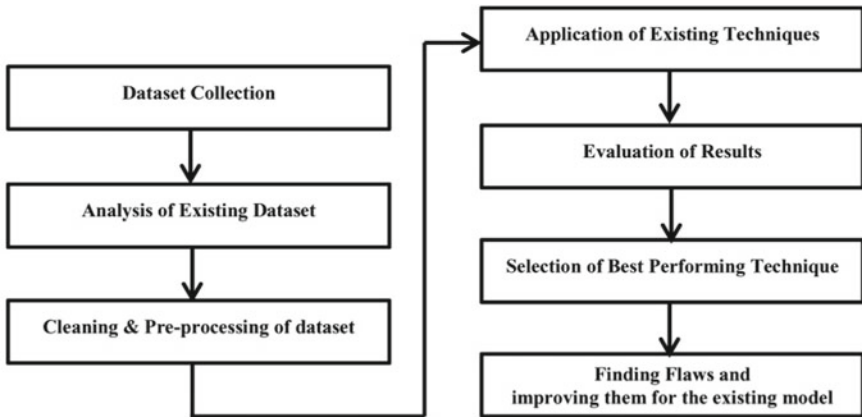 Dataset Collection
Analysis of Existing Dataset
Cleaning & Pre-processing of dataset
Application of Existing Techniques
Evaluation of Results
Selection of Best Performing Technique
Finding Flaws and
improving them for the existing model